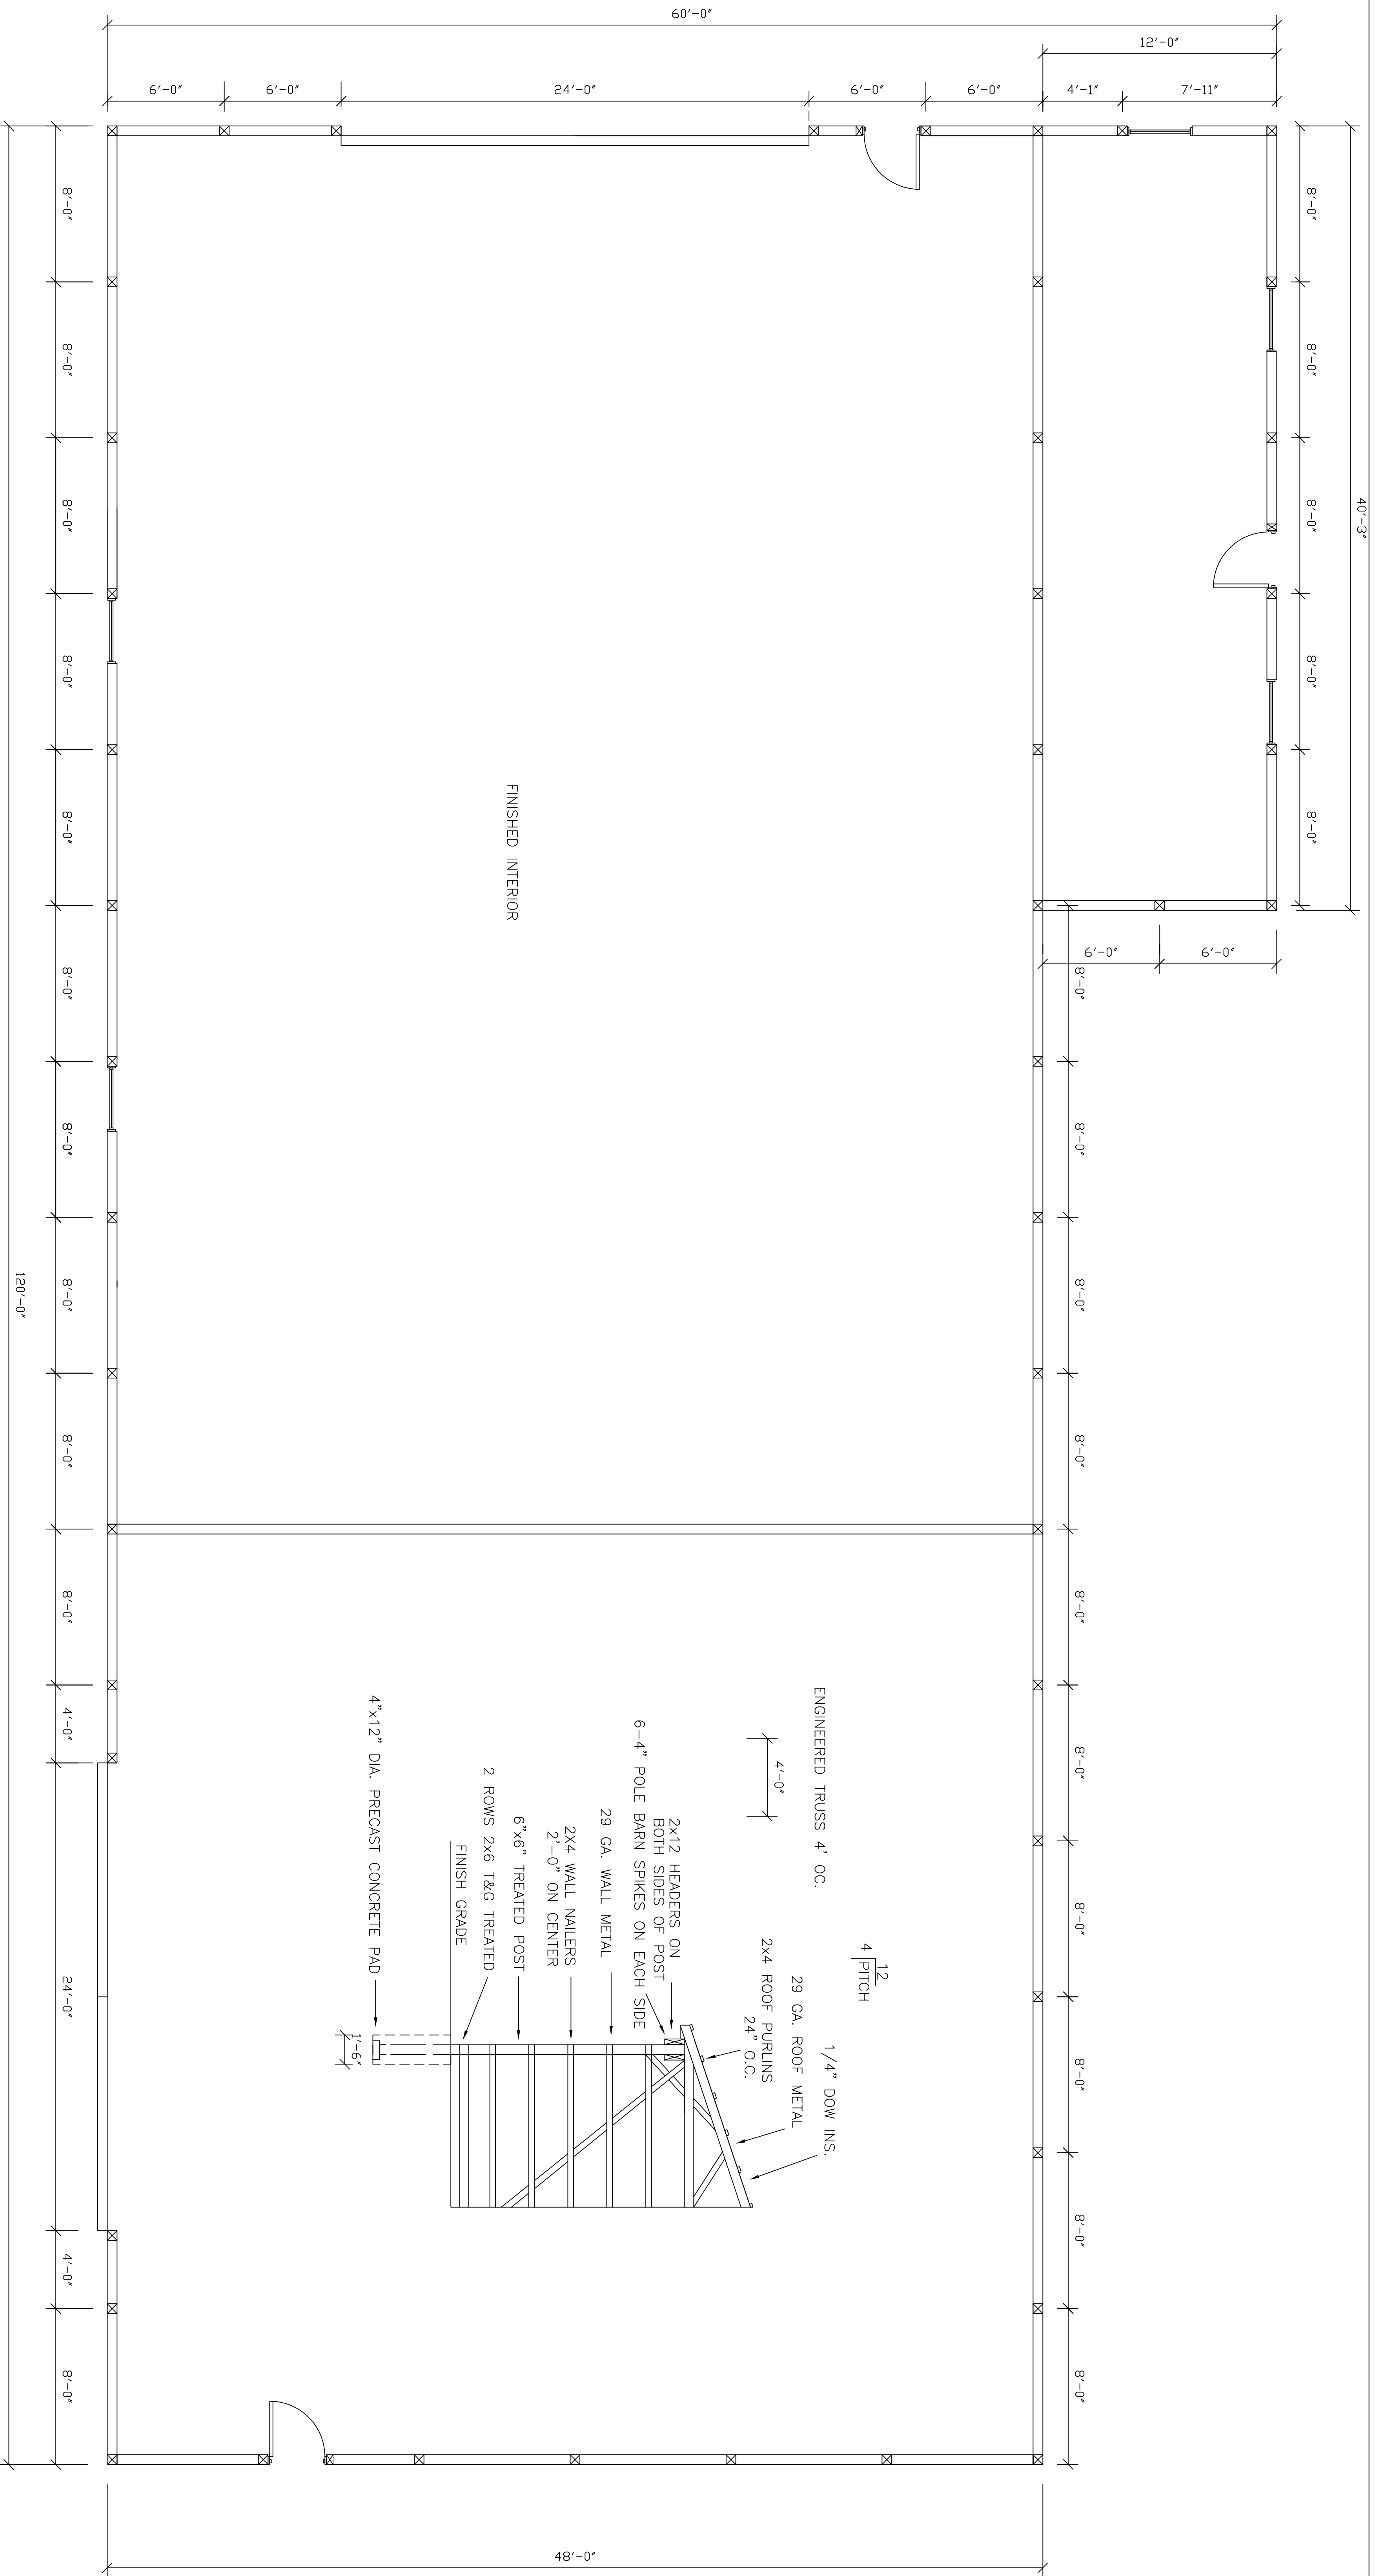 60'-0"
12'-0"
6'-0"
6'-0"
24'-0"
6'-0"
6'-0"
4'-1"
7'-11"
40'-3"
8'-0"
8'-0"
8'-0"
8'-0"
8'-0"
6'-0"
6'-0"
8'-0"
8'-0"
8'-0"
8'-0"
8'-0"
8'-0"
8'-0"
8'-0"
8'-0"
8'-0"
FINISHED INTERIOR
ENGINEERED TRUSS 4' OC.
4'-0"
12
4 PITCH
1/4" DOW INS.
29 GA. ROOF METAL
2x4 ROOF PURLINS
24" O.C.
2x12 HEADERS ON
BOTH SIDES OF POST
6-4" POLE BARN SPIKES ON EACH SIDE
29 GA. WALL METAL
2X4 WALL NAILERS
2'-0" ON CENTER
6"x6" TREATED POST
2 ROWS 2x6 T&G TREATED
FINISH GRADE
4"x12" DIA. PRECAST CONCRETE PAD
1'-6"
8'-0"
8'-0"
8'-0"
8'-0"
8'-0"
8'-0"
8'-0"
8'-0"
8'-0"
8'-0"
4'-0"
24'-0"
4'-0"
8'-0"
120'-0"
48'-0"